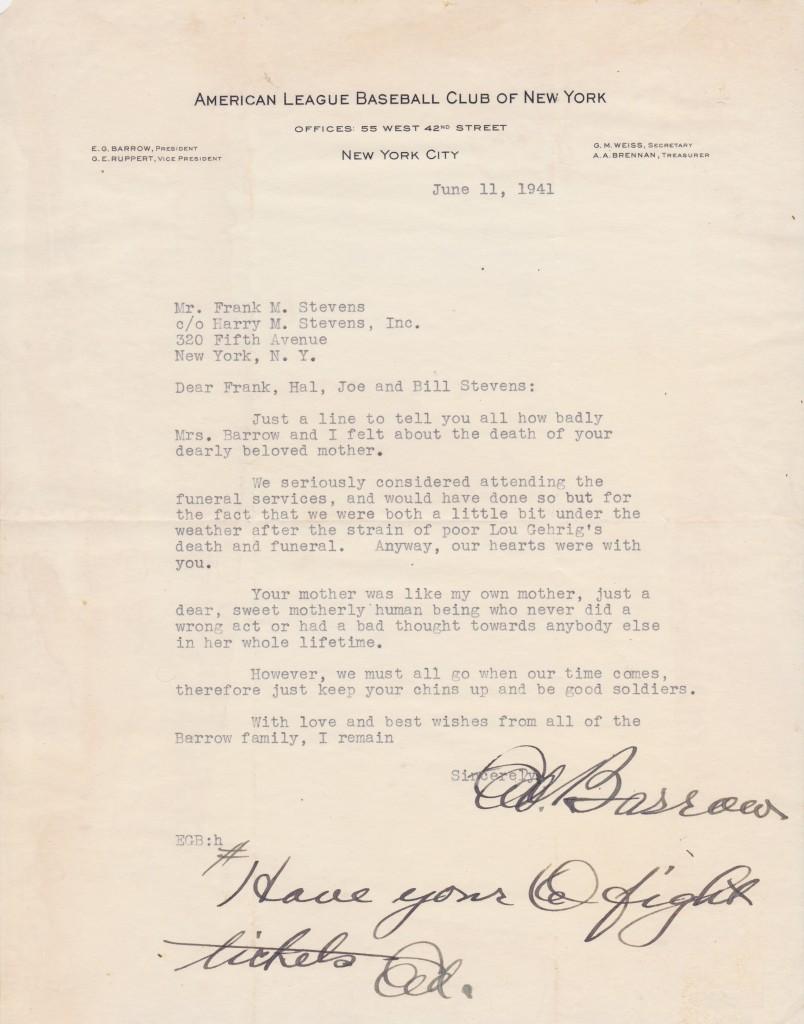 AMERICAN LEAGUE BASEBALL CLUB OF NEW YORK
OFFICES: 55 WEST 42ND STREET
NEW YORK CITY
E.G. BARROW, PRESIDENT
G.E. RUPPERT, VICE PRESIDENT
G. M. WEISS, SECRETARY
A. A. BRENNAN, TREASURER
June 11, 1941
Mr. Frank M. Stevens
c/o Harry M. Stevens, Inc.
320 Fifth Avenue
New York, N. Y.
Dear Frank, Hal, Joe and Bill Stevens:
Just a line to tell you all how badly
Mrs. Barrow and I felt about the death of your
dearly beloved mother.
We seriously considered attending the
funeral services, and would have done so but for
the fact that we were both a little bit under the
weather after the strain of poor Lou Gehrig's
death and funeral. Anyway, our hearts were with
you.
Your mother was like my own mother, just a
dear, sweet motherly human being who never did a
wrong act or had a bad thought towards anybody else
in her whole lifetime.
However, we must all go when our time comes,
therefore just keep your chins up and be good soldiers.
With love and best wishes from all of the
Barrow family, I remain
Sincerely,
Ed. Barrow
EGB:h
# Have your 6 fight
tickets Ed.